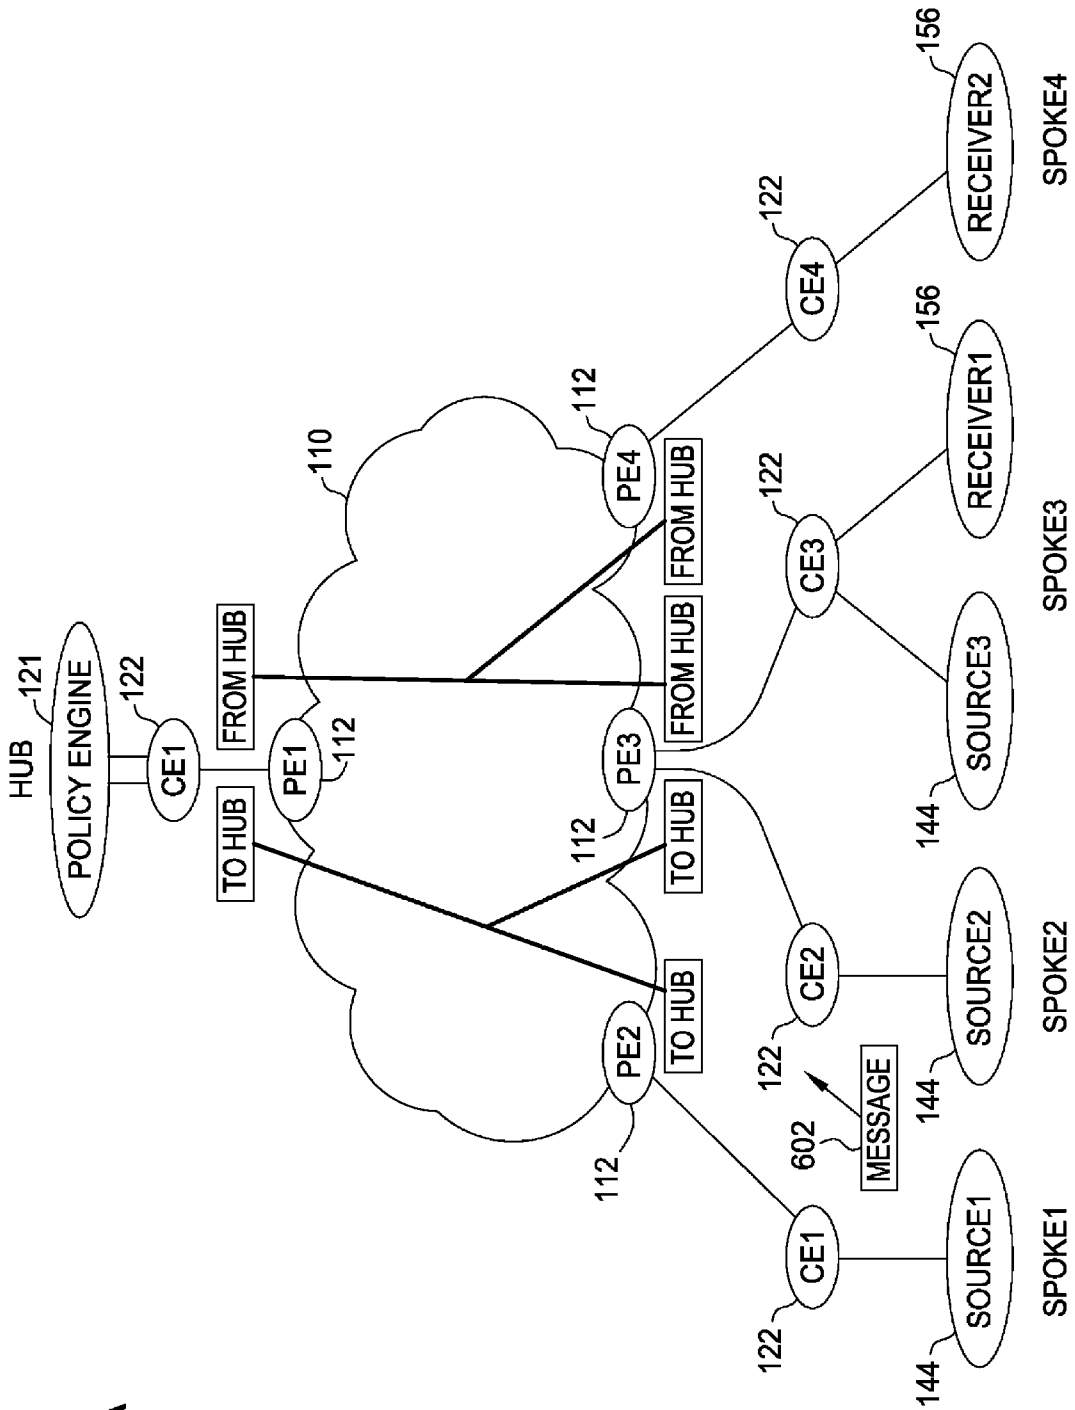 HUB
121
POLICY ENGINE
122
CE1
TO HUB
FROM HUB
PE1
112
110
112
PE2
112
PE3
112
PE4
TO HUB
TO HUB
FROM HUB
FROM HUB
122
CE1
602
MESSAGE
122
CE2
122
CE3
122
CE4
144
SOURCE1
144
SOURCE2
144
SOURCE3
156
RECEIVER1
156
RECEIVER2
SPOKE1
SPOKE2
SPOKE3
SPOKE4